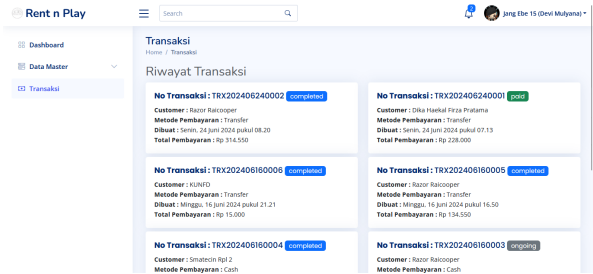 Rent n Play
Search
2
Jang Ebe 15 (Devi Mulyana)
Dashboard
Data Master
Transaksi
Transaksi
Home / Transaksi
Riwayat Transaksi
No Transaksi : TRX202406240002 completed
Customer : Razor Raicooper
Metode Pembayaran : Transfer
Dibuat : Senin, 24 Juni 2024 pukul 08.20
Total Pembayaran : Rp 314.550
No Transaksi : TRX202406240001 paid
Customer : Dika Haekal Firza Pratama
Metode Pembayaran : Transfer
Dibuat : Senin, 24 Juni 2024 pukul 07.13
Total Pembayaran : Rp 228.000
No Transaksi : TRX202406160006 completed
Customer : KUNFD
Metode Pembayaran : Transfer
Dibuat : Minggu, 16 Juni 2024 pukul 21.21
Total Pembayaran : Rp 15.000
No Transaksi : TRX202406160005 completed
Customer : Razor Raicooper
Metode Pembayaran : Transfer
Dibuat : Minggu, 16 Juni 2024 pukul 16.50
Total Pembayaran : Rp 134.550
No Transaksi : TRX202406160004 completed
Customer : Smatecin Rpl 2
Metode Pembayaran : Cash
No Transaksi : TRX202406160003 ongoing
Customer : Razor Raicooper
Metode Pembayaran : Cash